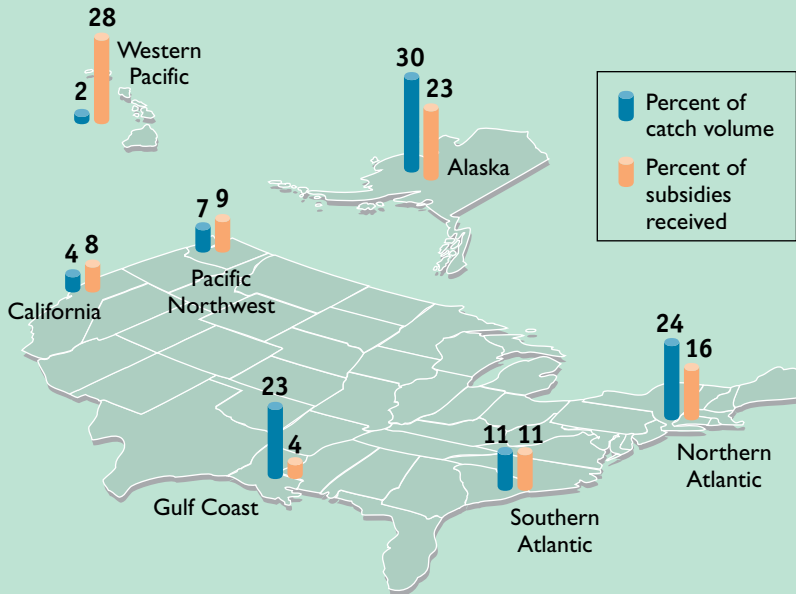 28
Western
Pacific
2
30
23
Alaska
Percent of
catch volume
Percent of
subsidies
received
7
9
Pacific
Northwest
4
8
California
23
4
Gulf Coast
11
11
Southern
Atlantic
24
16
Northern
Atlantic